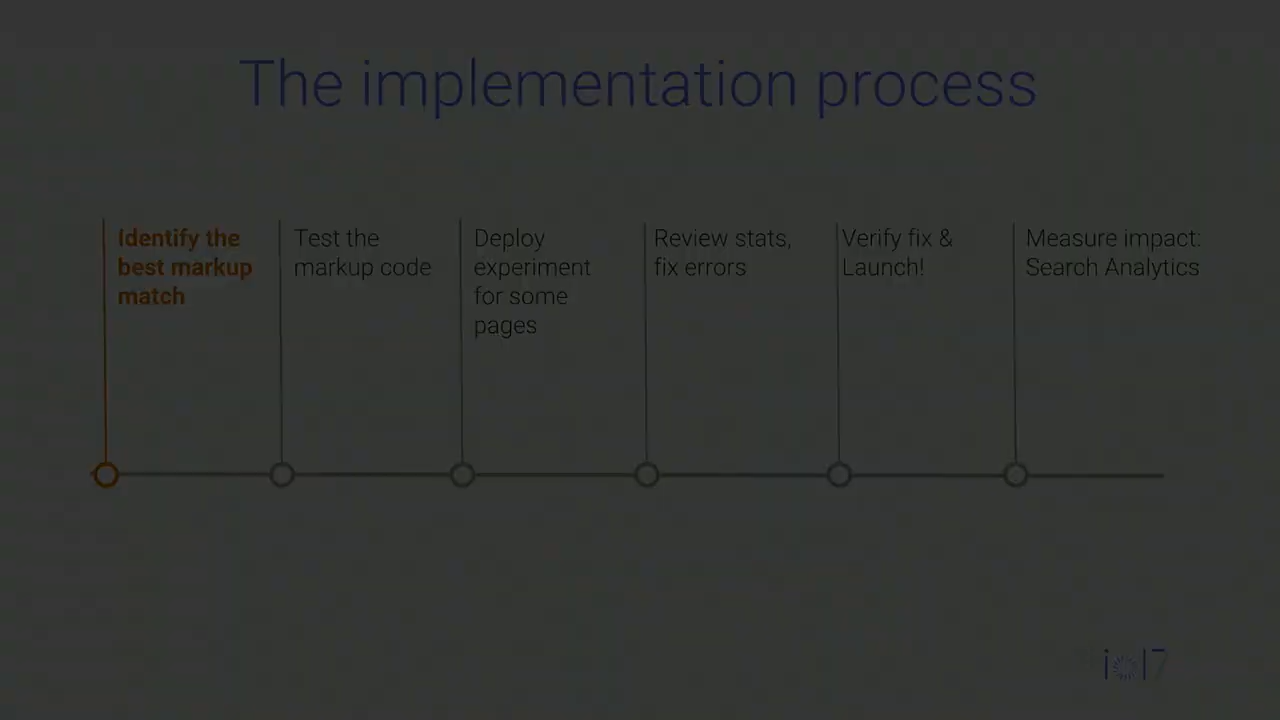 The implementation process
Identify the
best markup
match
Test the
markup code
Deploy
experiment
for some
pages
Review stats,
fix errors
Verify fix &
Launch!
Measure impact:
Search Analytics
io17